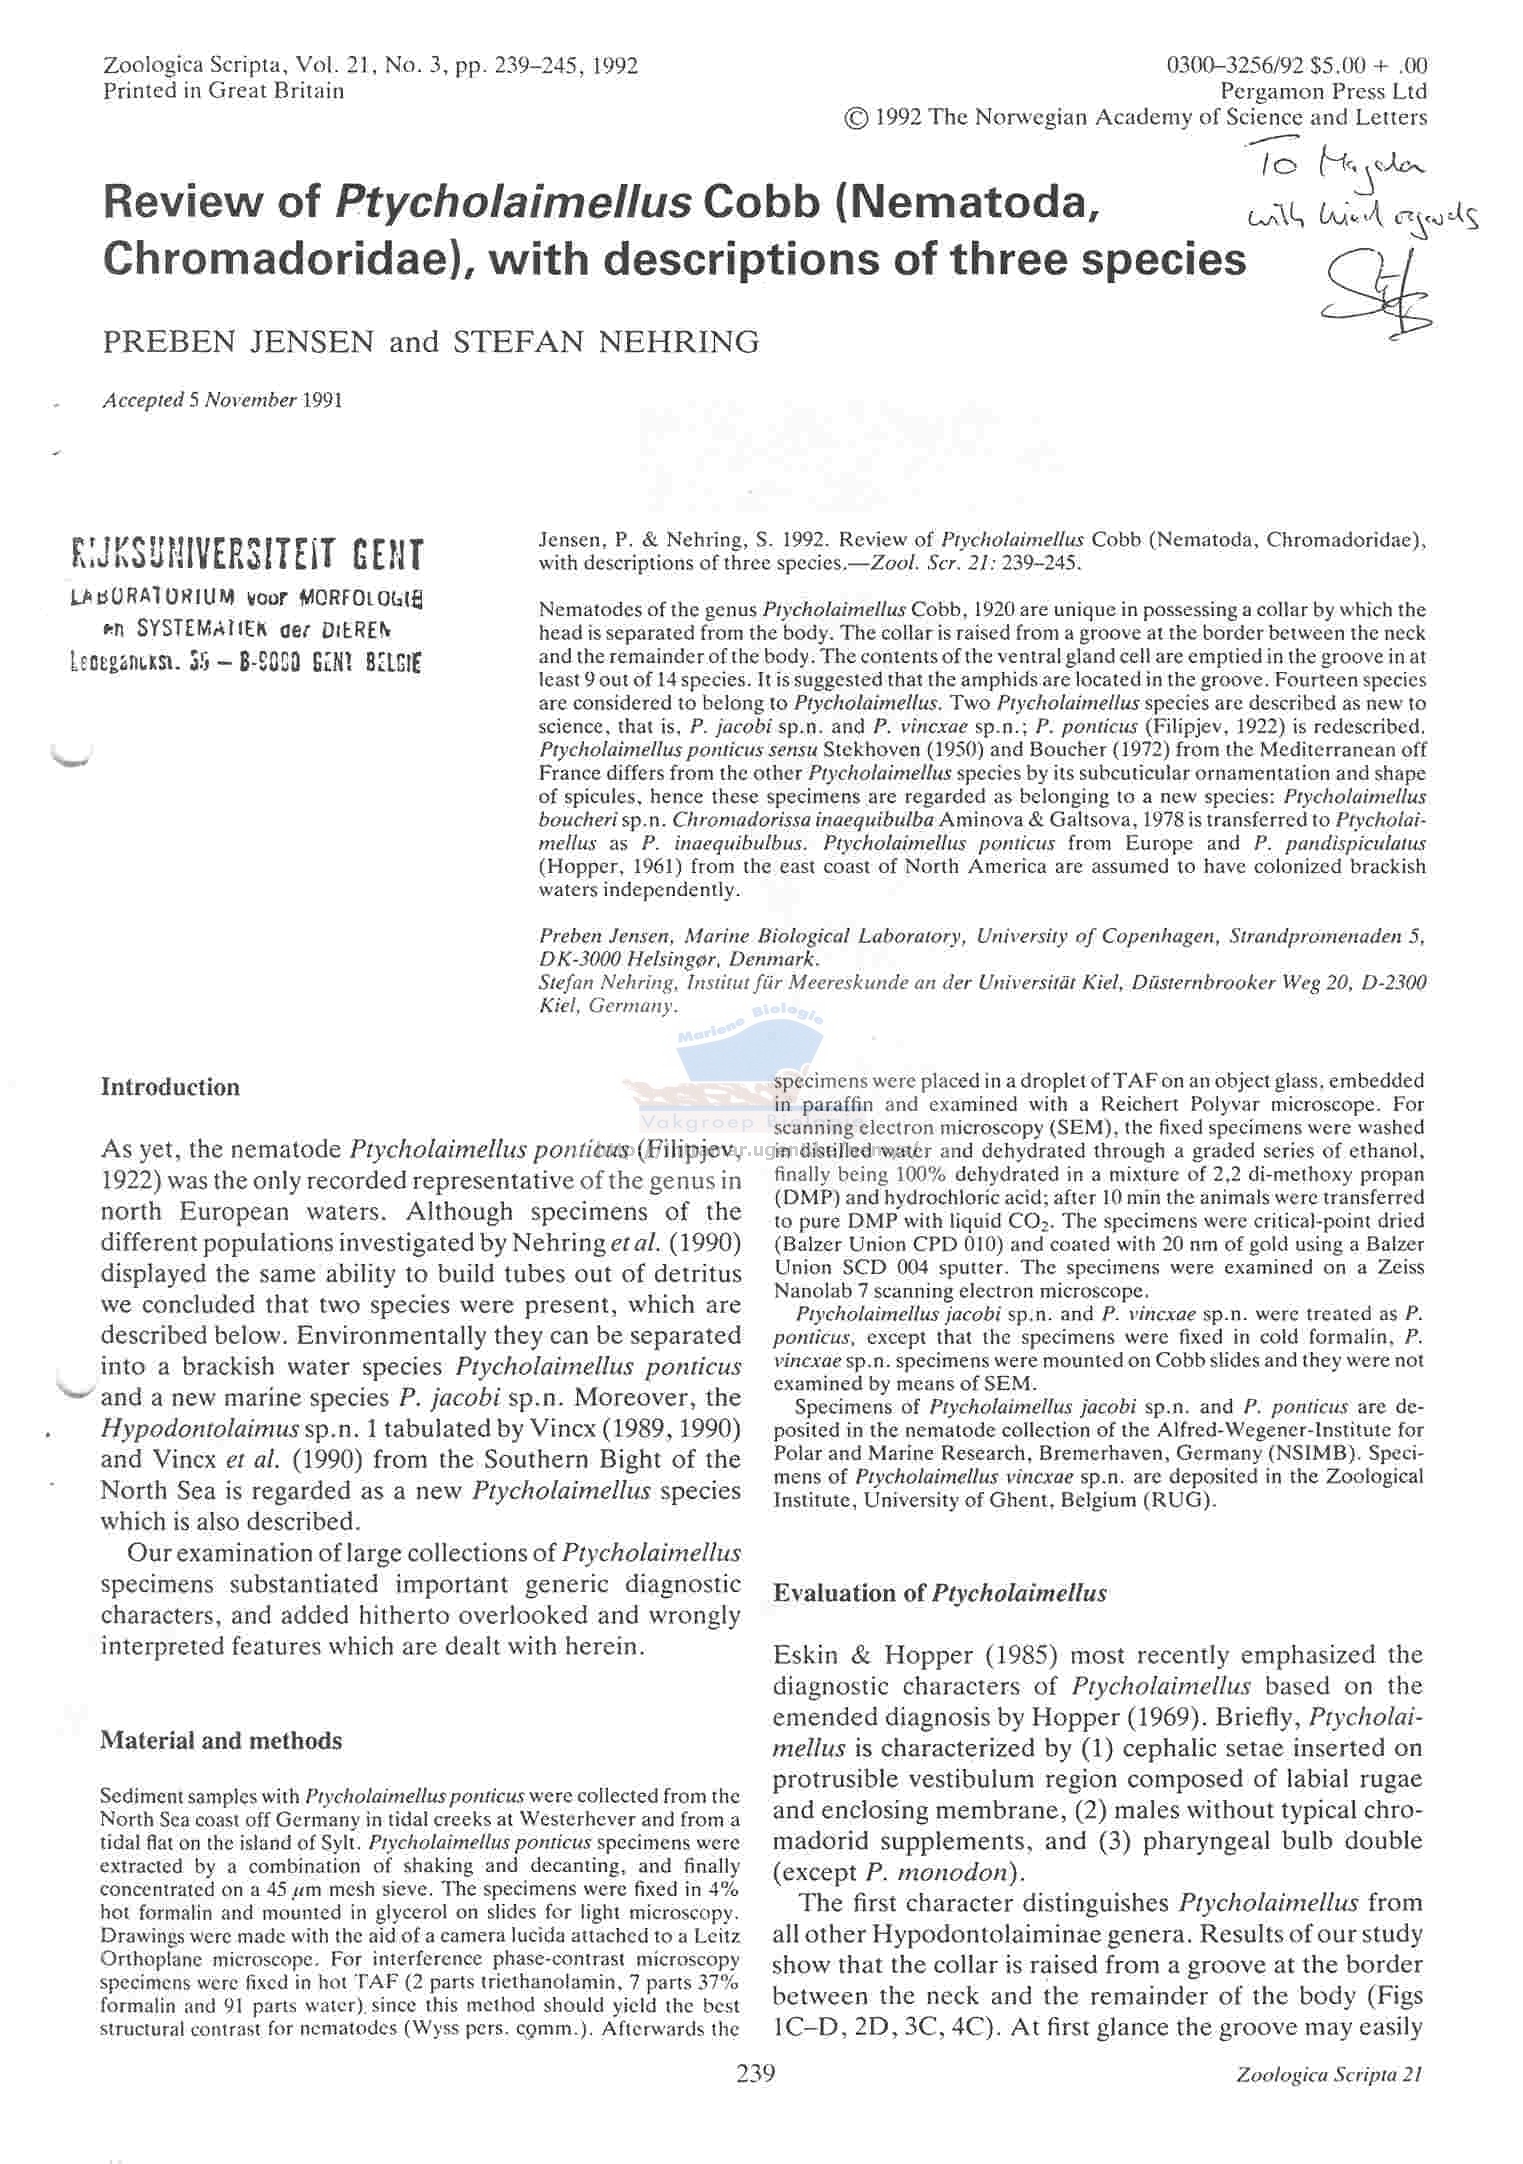 Zoologica Scripta, Vol. 21, No. 3, pp. 239–245, 1992
Printed in Great Britain
0300–3256/92 $5.00 + .00
Pergamon Press Ltd
© 1992 The Norwegian Academy of Science and Letters
To Magda
with kind regards
Review of Ptycholaimellus Cobb (Nematoda,
Chromadoridae), with descriptions of three species
PREBEN JENSEN and STEFAN NEHRING
Accepted 5 November 1991
RIJKSUNIVERSITEIT GENT
LABORATORIUM voor MORFOLOGIE
en SYSTEMATIEK der DIEREN
Ledeganckst. 35 – B-9000 GENT BELGIE
Jensen, P. & Nehring, S. 1992. Review of Ptycholaimellus Cobb (Nematoda, Chromadoridae),
with descriptions of three species.—Zool. Scr. 21: 239–245.
Nematodes of the genus Ptycholaimellus Cobb, 1920 are unique in possessing a collar by which the
head is separated from the body. The collar is raised from a groove at the border between the neck
and the remainder of the body. The contents of the ventral gland cell are emptied in the groove in at
least 9 out of 14 species. It is suggested that the amphids are located in the groove. Fourteen species
are considered to belong to Ptycholaimellus. Two Ptycholaimellus species are described as new to
science, that is, P. jacobi sp.n. and P. vincxae sp.n.; P. ponticus (Filipjev, 1922) is redescribed.
Ptycholaimellus ponticus sensu Stekhoven (1950) and Boucher (1972) from the Mediterranean off
France differs from the other Ptycholaimellus species by its subcuticular ornamentation and shape
of spicules, hence these specimens are regarded as belonging to a new species: Ptycholaimellus
boucheri sp.n. Chromadorissa inaequibulba Aminova & Galtsova, 1978 is transferred to Ptycholai-
mellus as P. inaequibulbus. Ptycholaimellus ponticus from Europe and P. pandispiculatus
(Hopper, 1961) from the east coast of North America are assumed to have colonized brackish
waters independently.
Preben Jensen, Marine Biological Laboratory, University of Copenhagen, Strandpromenaden 5,
DK-3000 Helsingør, Denmark.
Stefan Nehring, Institut für Meereskunde an der Universität Kiel, Düsternbrooker Weg 20, D-2300
Kiel, Germany.
Mariene Biologie
Vakgroep Biologie
Introduction
As yet, the nematode Ptycholaimellus ponticus (Filipjev,
1922) was the only recorded representative of the genus in
north European waters. Although specimens of the
different populations investigated by Nehring et al. (1990)
displayed the same ability to build tubes out of detritus
we concluded that two species were present, which are
described below. Environmentally they can be separated
into a brackish water species Ptycholaimellus ponticus
and a new marine species P. jacobi sp.n. Moreover, the
Hypodontolaimus sp.n. 1 tabulated by Vincx (1989, 1990)
and Vincx et al. (1990) from the Southern Bight of the
North Sea is regarded as a new Ptycholaimellus species
which is also described.
Our examination of large collections of Ptycholaimellus
specimens substantiated important generic diagnostic
characters, and added hitherto overlooked and wrongly
interpreted features which are dealt with herein.
Material and methods
Sediment samples with Ptycholaimellus ponticus were collected from the
North Sea coast off Germany in tidal creeks at Westerhever and from a
tidal flat on the island of Sylt. Ptycholaimellus ponticus specimens were
extracted by a combination of shaking and decanting, and finally
concentrated on a 45 μm mesh sieve. The specimens were fixed in 4%
hot formalin and mounted in glycerol on slides for light microscopy.
Drawings were made with the aid of a camera lucida attached to a Leitz
Orthoplane microscope. For interference phase-contrast microscopy
specimens were fixed in hot TAF (2 parts triethanolamin, 7 parts 37%
formalin and 91 parts water) since this method should yield the best
structural contrast for nematodes (Wyss pers. comm.). Afterwards the
specimens were placed in a droplet of TAF on an object glass, embedded
in paraffin and examined with a Reichert Polyvar microscope. For
scanning electron microscopy (SEM), the fixed specimens were washed
in distilled water and dehydrated through a graded series of ethanol,
finally being 100% dehydrated in a mixture of 2,2 di-methoxy propan
(DMP) and hydrochloric acid; after 10 min the animals were transferred
to pure DMP with liquid CO₂. The specimens were critical-point dried
(Balzer Union CPD 010) and coated with 20 nm of gold using a Balzer
Union SCD 004 sputter. The specimens were examined on a Zeiss
Nanolab 7 scanning electron microscope.
Ptycholaimellus jacobi sp.n. and P. vincxae sp.n. were treated as P.
ponticus, except that the specimens were fixed in cold formalin, P.
vincxae sp.n. specimens were mounted on Cobb slides and they were not
examined by means of SEM.
Specimens of Ptycholaimellus jacobi sp.n. and P. ponticus are de-
posited in the nematode collection of the Alfred-Wegener-Institute for
Polar and Marine Research, Bremerhaven, Germany (NSIMB). Speci-
mens of Ptycholaimellus vincxae sp.n. are deposited in the Zoological
Institute, University of Ghent, Belgium (RUG).
Evaluation of Ptycholaimellus
Eskin & Hopper (1985) most recently emphasized the
diagnostic characters of Ptycholaimellus based on the
emended diagnosis by Hopper (1969). Briefly, Ptycholai-
mellus is characterized by (1) cephalic setae inserted on
protrusible vestibulum region composed of labial rugae
and enclosing membrane, (2) males without typical chro-
madorid supplements, and (3) pharyngeal bulb double
(except P. monodon).
The first character distinguishes Ptycholaimellus from
all other Hypodontolaiminae genera. Results of our study
show that the collar is raised from a groove at the border
between the neck and the remainder of the body (Figs
1C–D, 2D, 3C, 4C). At first glance the groove may easily
239
Zoologica Scripta 21